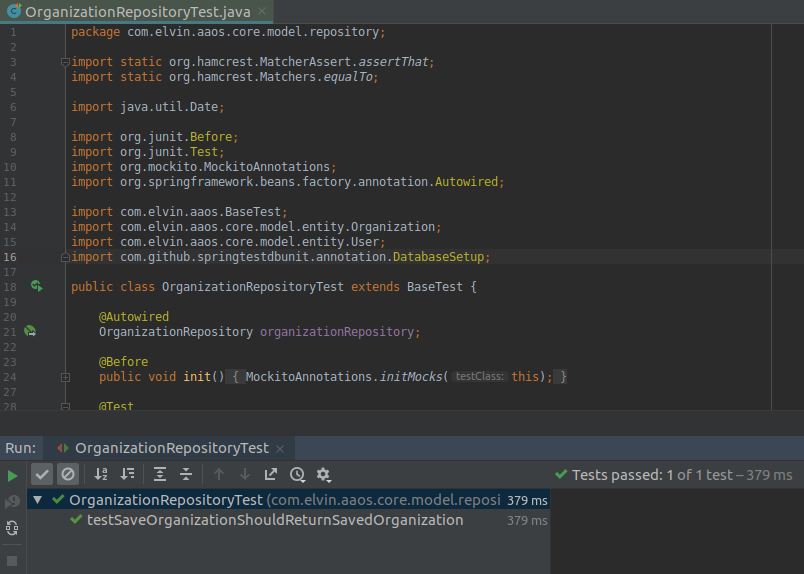 OrganizationRepositoryTest.java
1 package com.elvin.aaos.core.model.repository;
2
3 import static org.hamcrest.MatcherAssert.assertThat;
4 import static org.hamcrest.Matchers.equalTo;
5
6 import java.util.Date;
7
8 import org.junit.Before;
9 import org.junit.Test;
10 import org.mockito.MockitoAnnotations;
11 import org.springframework.beans.factory.annotation.Autowired;
12
13 import com.elvin.aaos.BaseTest;
14 import com.elvin.aaos.core.model.entity.Organization;
15 import com.elvin.aaos.core.model.entity.User;
16 import com.github.springtestdbunit.annotation.DatabaseSetup;
17
18 public class OrganizationRepositoryTest extends BaseTest {
19
20 @Autowired
21 OrganizationRepository organizationRepository;
22
23 @Before
24 public void init() { MockitoAnnotations.initMocks( testClass: this); }
27
28 @Test
Run: OrganizationRepositoryTest
Tests passed: 1 of 1 test – 379 ms
OrganizationRepositoryTest (com.elvin.aaos.core.model.reposi 379 ms
testSaveOrganizationShouldReturnSavedOrganization 379 ms